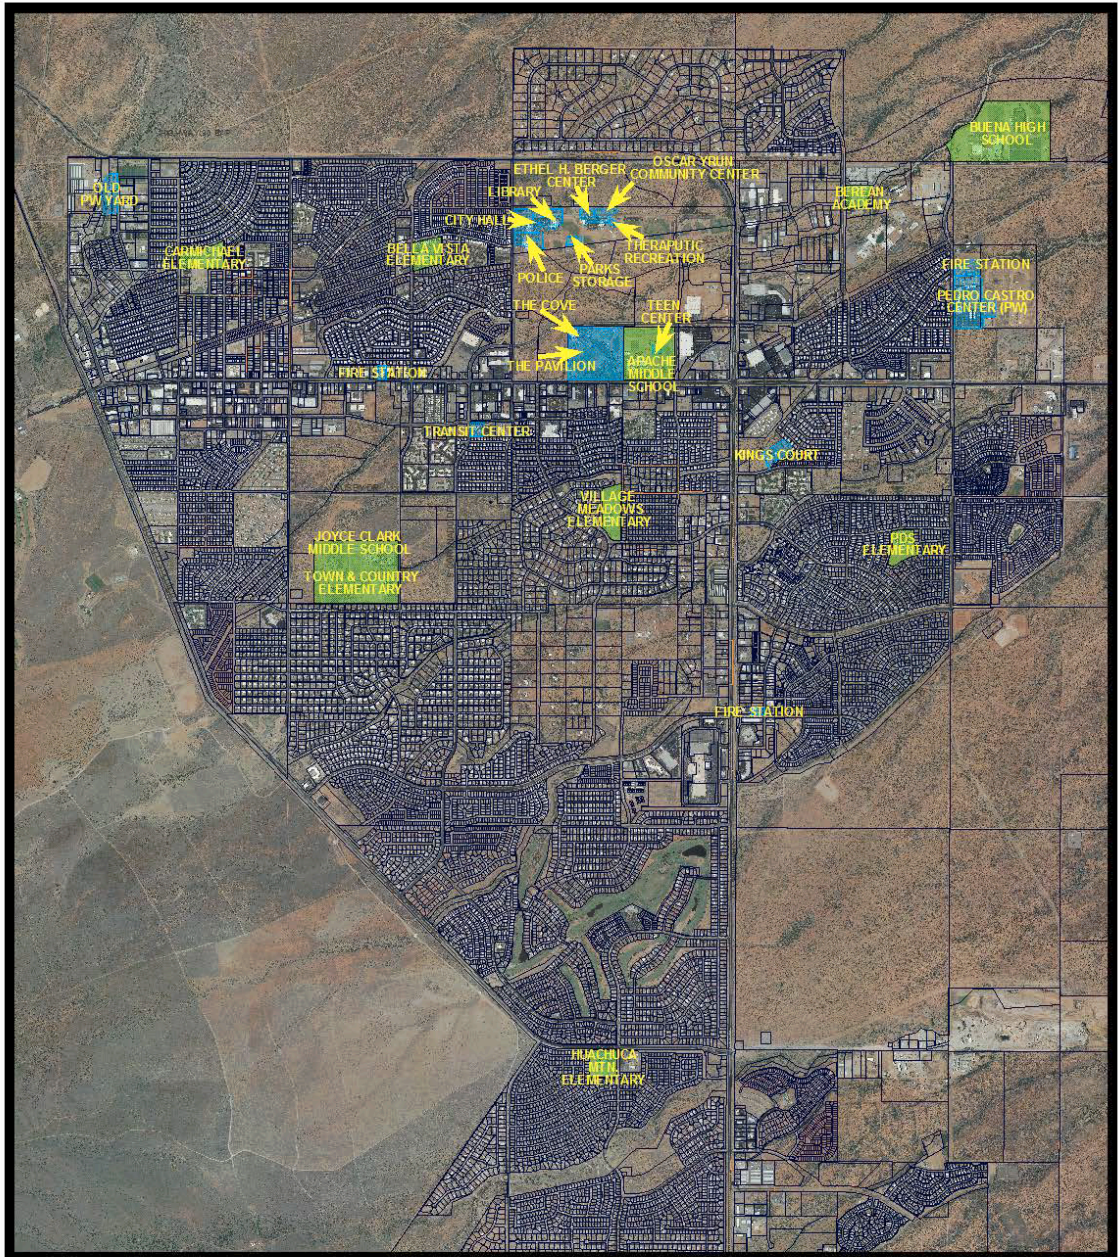 BUENA HIGH
SCHOOL
OSCAR YRUN
COMMUNITY CENTER
ETHEL H. BERGER
CENTER
LIBRARY
CITY HALL
OLD
PW YARD
BEREAN
ACADEMY
CARMICHAEL
ELEMENTARY
BELLA VISTA
ELEMENTARY
POLICE
PARKS
STORAGE
THERAPUTIC
RECREATION
FIRE STATION
PEDRO CASTRO
CENTER (PW)
THE COVE
TEEN
CENTER
THE PAVILION
APACHE
MIDDLE
SCHOOL
FIRE STATION
TRANSIT CENTER
KINGS COURT
VILLAGE
MEADOWS
ELEMENTARY
JOYCE CLARK
MIDDLE SCHOOL
TOWN & COUNTRY
ELEMENTARY
PDS
ELEMENTARY
FIRE STATION
HUACHUCA
MTN.
ELEMENTARY